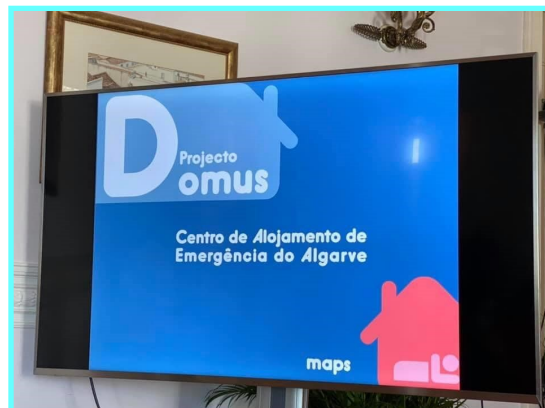 Projecto
Domus
Centro de Alojamento de
Emergência do Algarve
maps